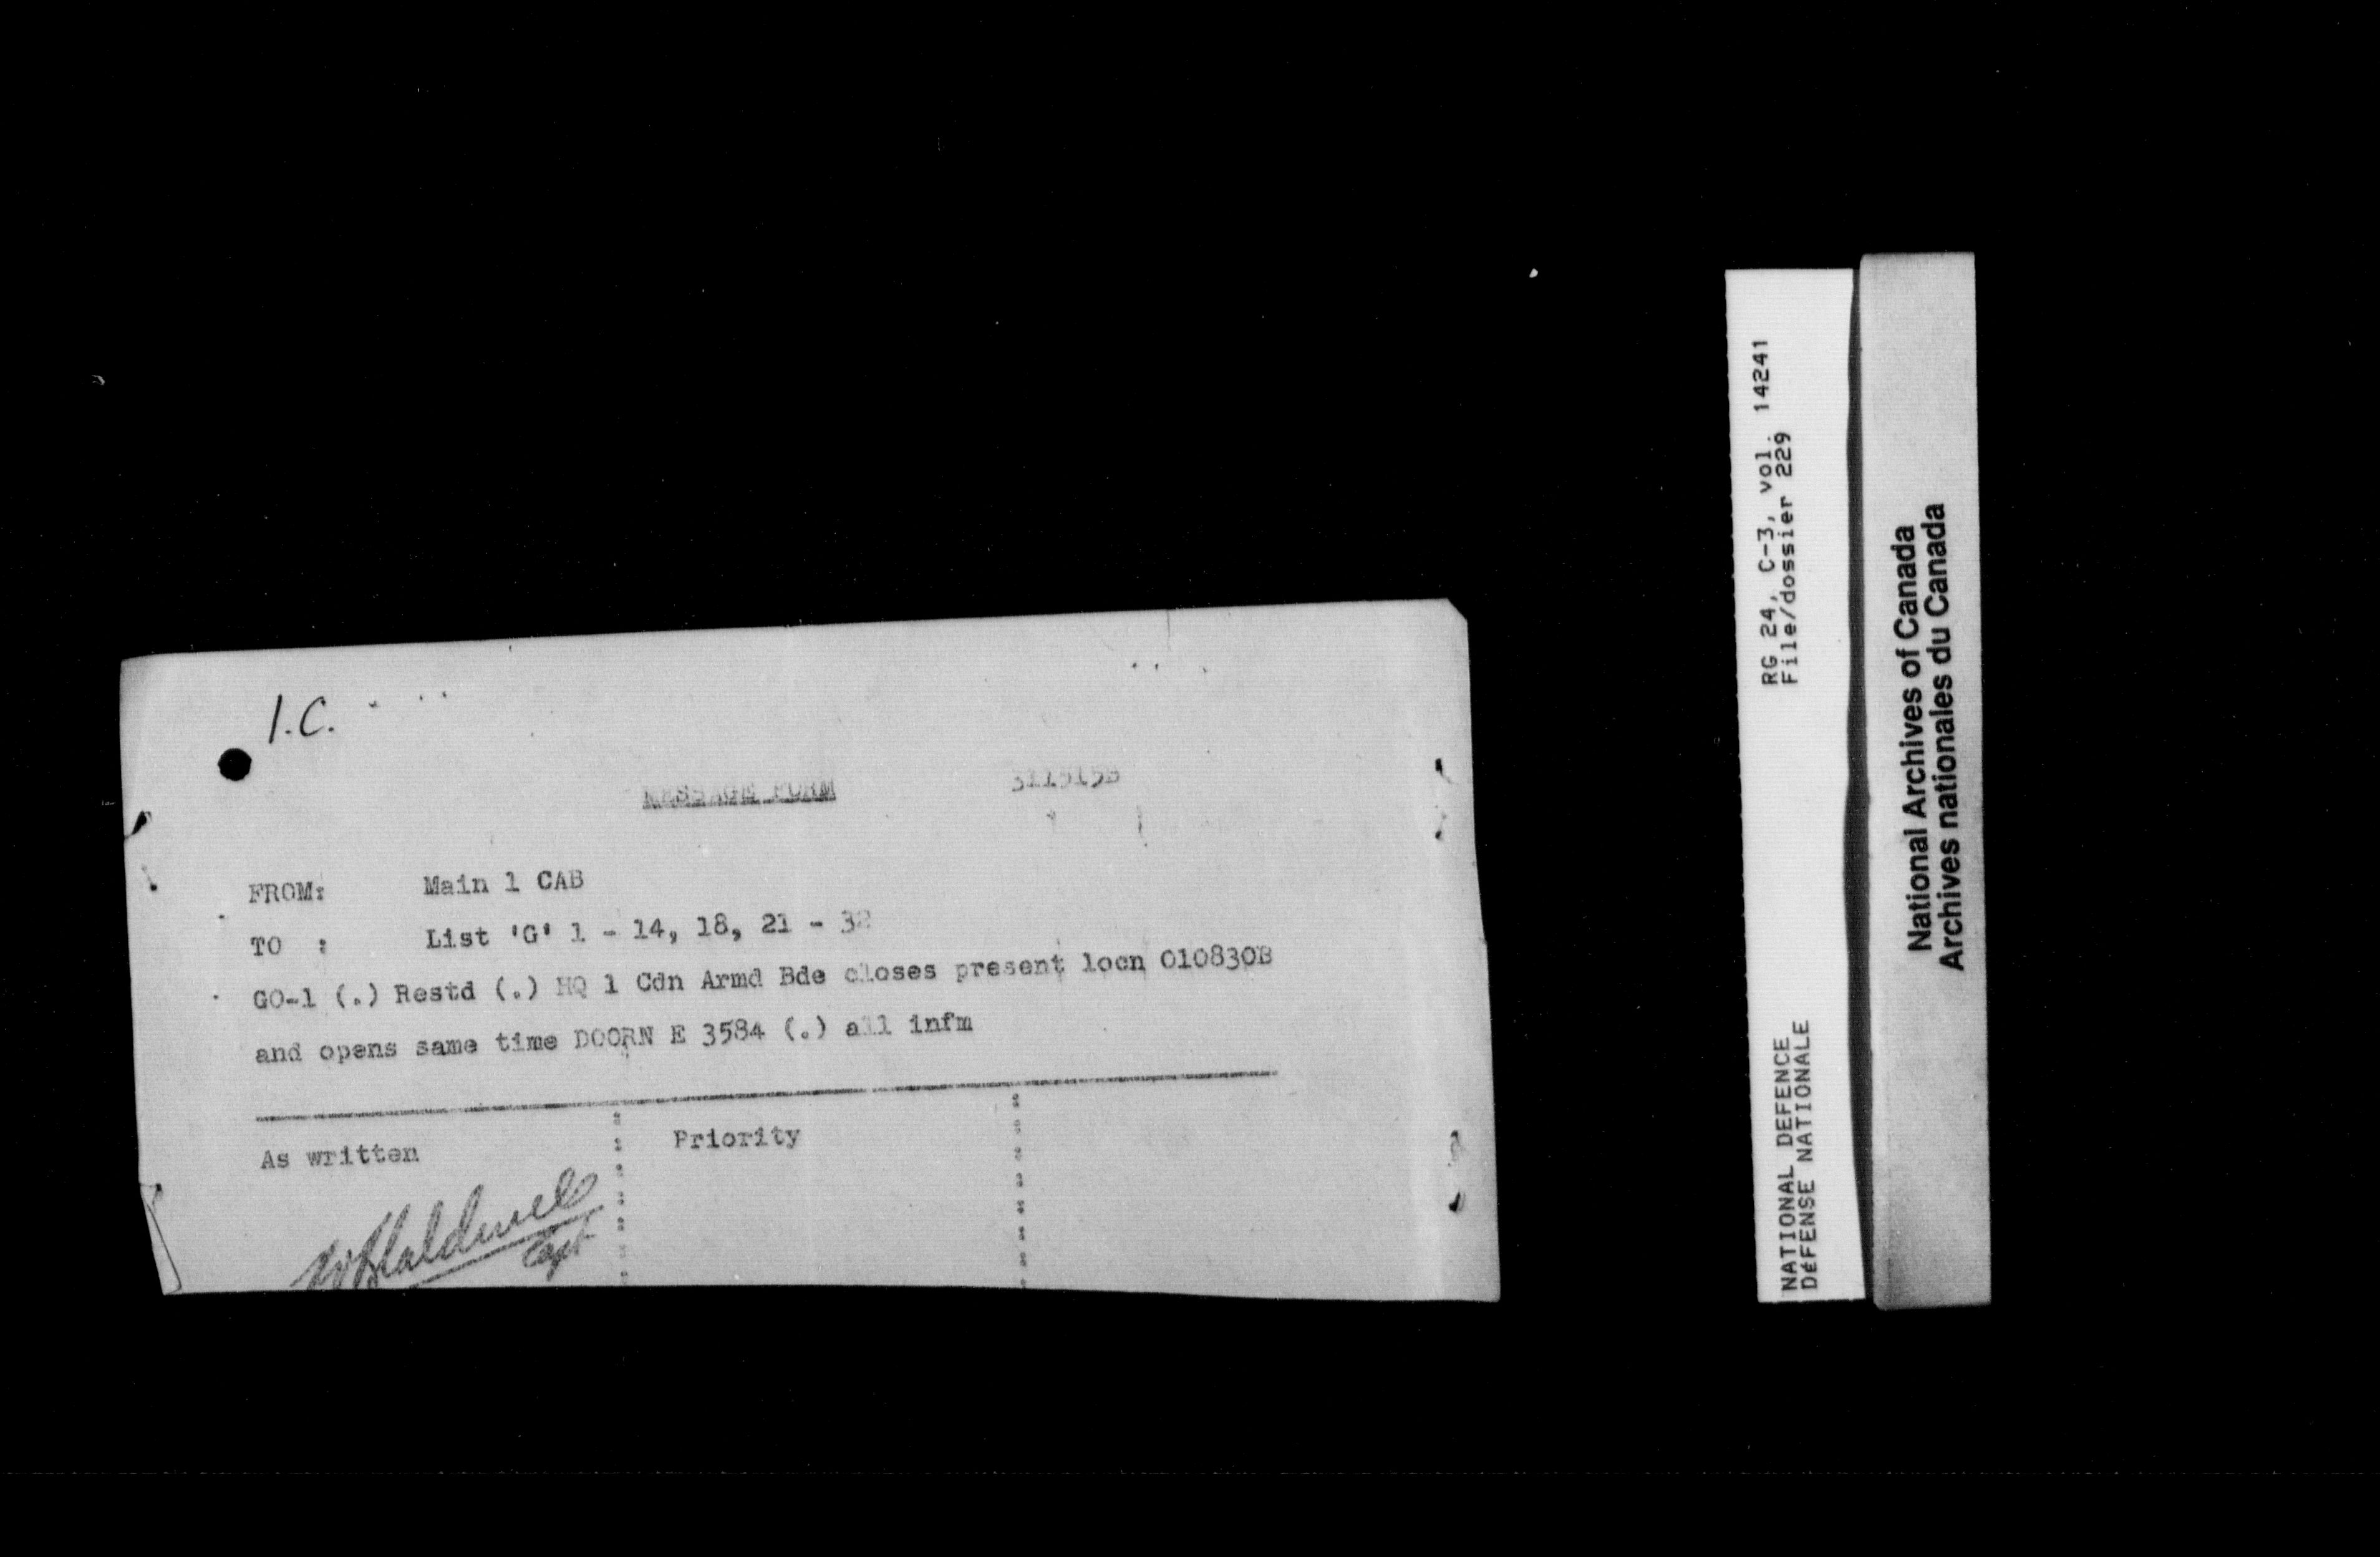 I.C.
MESSAGE FORM 311515B
FROM: Main 1 CAB
TO : List 'G' 1 - 14, 18, 21 - 32
GO-1 (.) Restd (.) HQ 1 Cdn Armd Bde closes present locn 010830B
and opens same time DOORN E 3584 (.) all infm
As written Priority
Capt
RG 24, C-3, vol. 14241
File/dossier 229
NATIONAL DEFENCE
DéFENSE NATIONALE
National Archives of Canada
Archives nationales du Canada